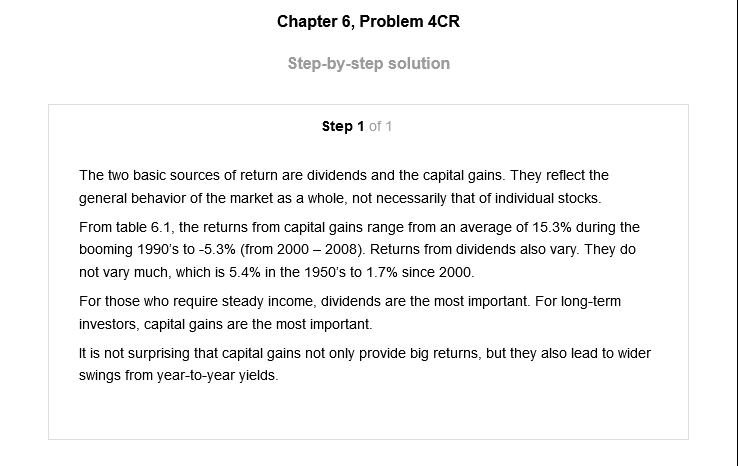 Chapter 6, Problem 4CR
Step-by-step solution
Step 1 of 1
The two basic sources of return are dividends and the capital gains. They reflect the
general behavior of the market as a whole, not necessarily that of individual stocks.
From table 6.1, the returns from capital gains range from an average of 15.3% during the
booming 1990’s to -5.3% (from 2000 – 2008). Returns from dividends also vary. They do
not vary much, which is 5.4% in the 1950’s to 1.7% since 2000.
For those who require steady income, dividends are the most important. For long-term
investors, capital gains are the most important.
It is not surprising that capital gains not only provide big returns, but they also lead to wider
swings from year-to-year yields.